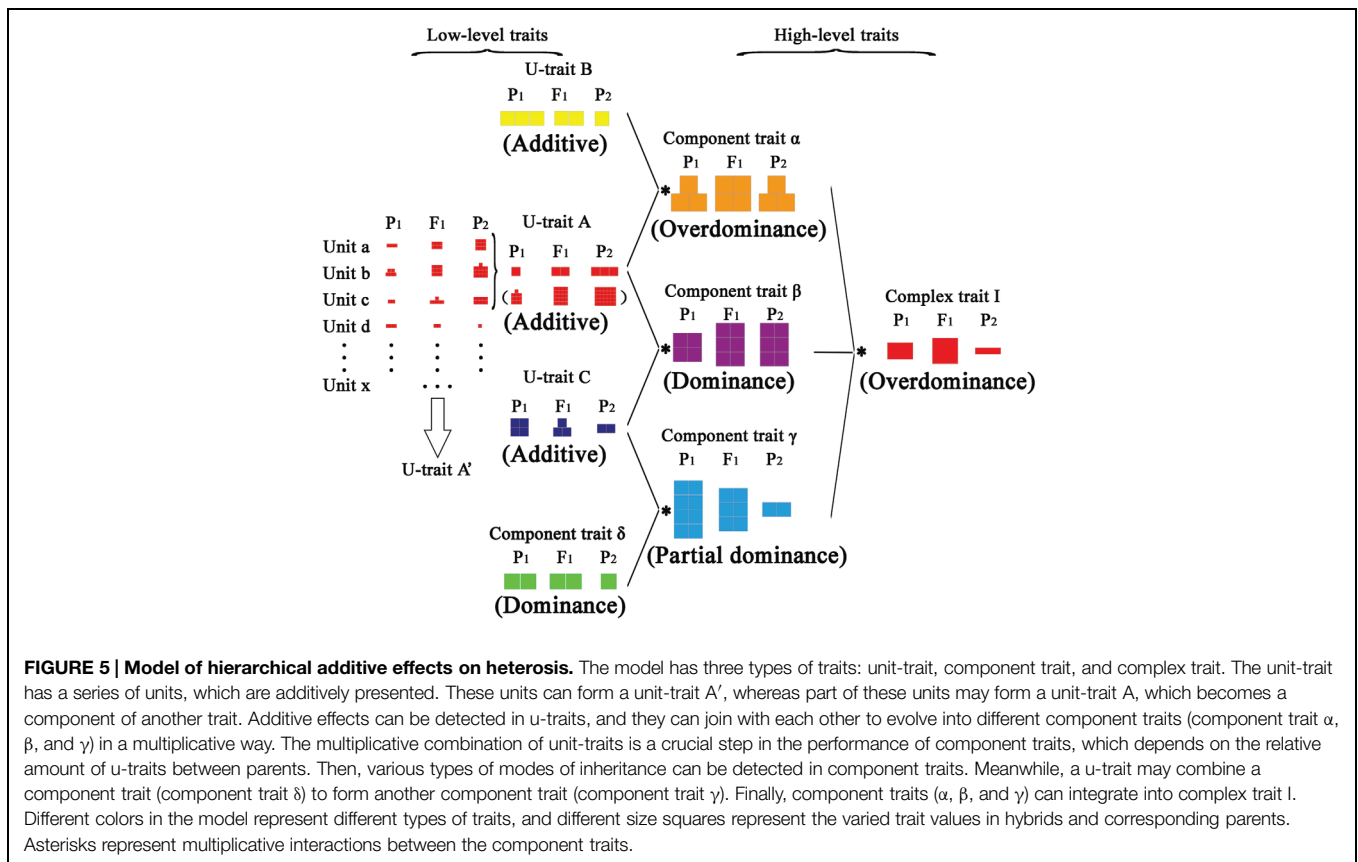 Low-level traits
High-level traits
U-trait B
P1 F1 P2
(Additive)
Component trait α
P1 F1 P2
*
(Overdominance)
P1 F1 P2
Unit a
Unit b
Unit c
Unit d
Unit x
U-trait A'
U-trait A
P1 F1 P2
( )
(Additive)
Component trait β
P1 F1 P2
*
(Dominance)
Complex trait I
P1 F1 P2
*
(Overdominance)
U-trait C
P1 F1 P2
(Additive)
Component trait γ
P1 F1 P2
*
(Partial dominance)
Component trait δ
P1 F1 P2
(Dominance)
FIGURE 5 | Model of hierarchical additive effects on heterosis. The model has three types of traits: unit-trait, component trait, and complex trait. The unit-trait
has a series of units, which are additively presented. These units can form a unit-trait A′, whereas part of these units may form a unit-trait A, which becomes a
component of another trait. Additive effects can be detected in u-traits, and they can join with each other to evolve into different component traits (component trait α,
β, and γ) in a multiplicative way. The multiplicative combination of unit-traits is a crucial step in the performance of component traits, which depends on the relative
amount of u-traits between parents. Then, various types of modes of inheritance can be detected in component traits. Meanwhile, a u-trait may combine a
component trait (component trait δ) to form another component trait (component trait γ). Finally, component traits (α, β, and γ) can integrate into complex trait I.
Different colors in the model represent different types of traits, and different size squares represent the varied trait values in hybrids and corresponding parents.
Asterisks represent multiplicative interactions between the component traits.